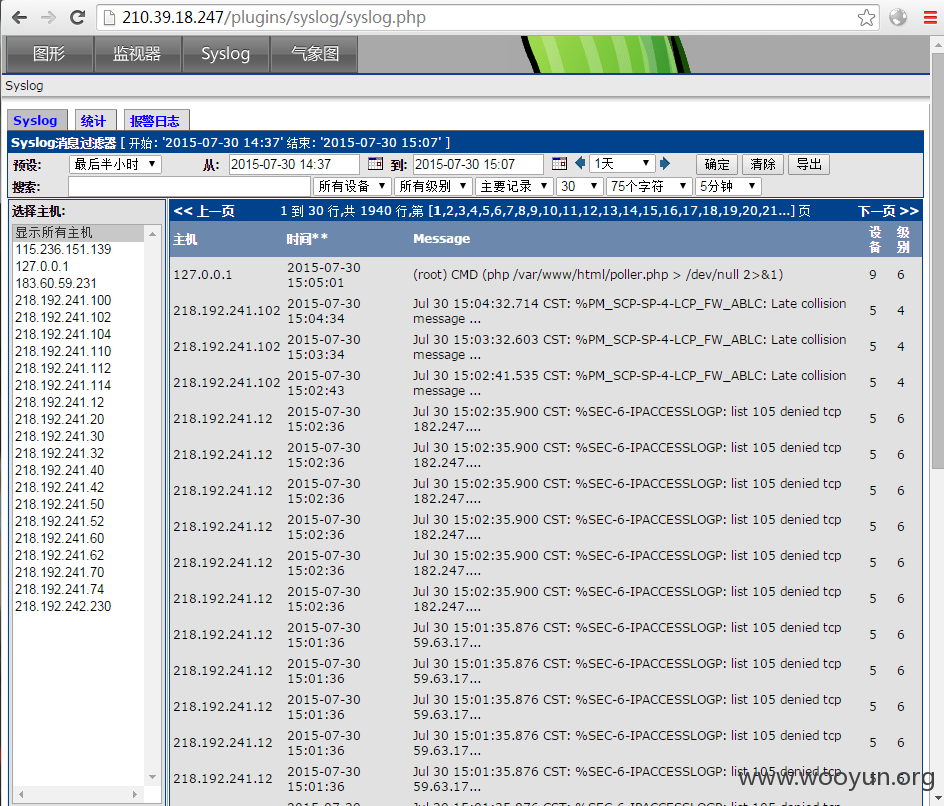 210.39.18.247/plugins/syslog/syslog.php
图形 监视器 Syslog 气象图
Syslog
Syslog 统计 报警日志
Syslog消息过滤器 [ 开始: '2015-07-30 14:37' 结束: '2015-07-30 15:07' ]
预设: 最后半小时 从: 2015-07-30 14:37 到: 2015-07-30 15:07 1天 确定 清除 导出
搜索: 所有设备 所有级别 主要记录 30 75个字符 5分钟
选择主机:
显示所有主机
115.236.151.139
127.0.0.1
183.60.59.231
218.192.241.100
218.192.241.102
218.192.241.104
218.192.241.110
218.192.241.112
218.192.241.114
218.192.241.12
218.192.241.20
218.192.241.30
218.192.241.32
218.192.241.40
218.192.241.42
218.192.241.50
218.192.241.52
218.192.241.60
218.192.241.62
218.192.241.70
218.192.241.74
218.192.242.230
<< 上一页 1 到 30 行,共 1940 行,第 [1,2,3,4,5,6,7,8,9,10,11,12,13,14,15,16,17,18,19,20,21...] 页 下一页 >>
主机 时间** Message 设备 级别
127.0.0.1 2015-07-30 15:05:01 (root) CMD (php /var/www/html/poller.php > /dev/null 2>&1) 9 6
218.192.241.102 2015-07-30 15:04:34 Jul 30 15:04:32.714 CST: %PM_SCP-SP-4-LCP_FW_ABLC: Late collision message ... 5 4
218.192.241.102 2015-07-30 15:03:34 Jul 30 15:03:32.603 CST: %PM_SCP-SP-4-LCP_FW_ABLC: Late collision message ... 5 4
218.192.241.102 2015-07-30 15:02:43 Jul 30 15:02:41.535 CST: %PM_SCP-SP-4-LCP_FW_ABLC: Late collision message ... 5 4
218.192.241.12 2015-07-30 15:02:36 Jul 30 15:02:35.900 CST: %SEC-6-IPACCESSLOGP: list 105 denied tcp 182.247.... 5 6
218.192.241.12 2015-07-30 15:02:36 Jul 30 15:02:35.900 CST: %SEC-6-IPACCESSLOGP: list 105 denied tcp 182.247.... 5 6
218.192.241.12 2015-07-30 15:02:36 Jul 30 15:02:35.900 CST: %SEC-6-IPACCESSLOGP: list 105 denied tcp 182.247.... 5 6
218.192.241.12 2015-07-30 15:02:36 Jul 30 15:02:35.900 CST: %SEC-6-IPACCESSLOGP: list 105 denied tcp 182.247.... 5 6
218.192.241.12 2015-07-30 15:02:36 Jul 30 15:02:35.900 CST: %SEC-6-IPACCESSLOGP: list 105 denied tcp 182.247.... 5 6
218.192.241.12 2015-07-30 15:02:36 Jul 30 15:02:35.900 CST: %SEC-6-IPACCESSLOGP: list 105 denied tcp 182.247.... 5 6
218.192.241.12 2015-07-30 15:01:36 Jul 30 15:01:35.876 CST: %SEC-6-IPACCESSLOGP: list 105 denied tcp 59.63.17... 5 6
218.192.241.12 2015-07-30 15:01:36 Jul 30 15:01:35.876 CST: %SEC-6-IPACCESSLOGP: list 105 denied tcp 59.63.17... 5 6
218.192.241.12 2015-07-30 15:01:36 Jul 30 15:01:35.876 CST: %SEC-6-IPACCESSLOGP: list 105 denied tcp 59.63.17... 5 6
218.192.241.12 2015-07-30 15:01:36 Jul 30 15:01:35.876 CST: %SEC-6-IPACCESSLOGP: list 105 denied tcp 59.63.17... 5 6
218.192.241.12 2015-07-30 15:01:36 Jul 30 15:01:35.876 CST: %SEC-6-IPACCESSLOGP: list 105 denied tcp 59.63.17... 5 6
www.wooyun.org